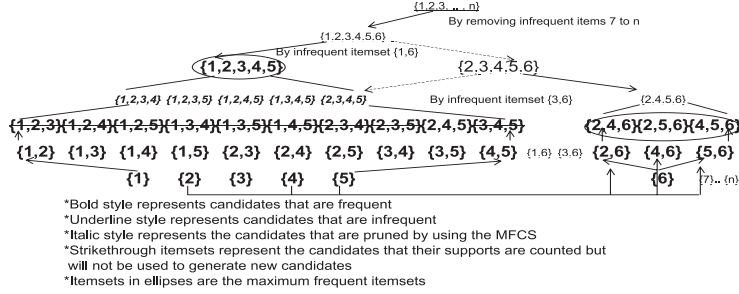 {1,2,3, .. , n}
By removing infrequent items 7 to n
{1.2.3.4.5.6}
By infrequent itemset {1,6}
{1,2,3,4,5} {2.3.4.5.6}
{1,2,3,4} {1,2,3,5} {1,2,4,5} {1,3,4,5} {2,3,4,5} By infrequent itemset {3,6} {2.4.5.6}
{1,2,3}{1,2,4}{1,2,5}{1,3,4}{1,3,5}{1,4,5}{2,3,4}{2,3,5}{2,4,5}{3,4,5} {2,4,6}{2,5,6}{4,5,6}
{1,2} {1,3} {1,4} {1,5} {2,3} {2,4} {2,5} {3,4} {3,5} {4,5} {1.6} {3.6} {2,6} {4,6} {5,6}
{1} {2} {3} {4} {5} {6} {7}.. {n}
*Bold style represents candidates that are frequent
*Underline style represents candidates that are infrequent
*Italic style represents the candidates that are pruned by using the MFCS
*Strikethrough itemsets represent the candidates that their supports are counted but
will not be used to generate new candidates
*Itemsets in ellipses are the maximum frequent itemsets